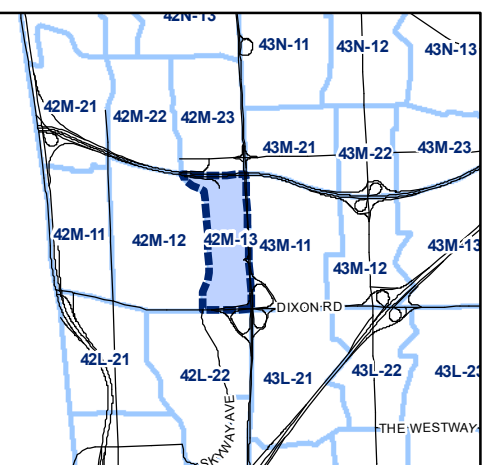 42N-13
43N-11
43N-12
43N-13
42M-21
42M-22
42M-23
43M-21
43M-22
43M-23
42M-11
42M-12
42M-13
43M-11
43M-12
43M-13
DIXON RD
42L-21
42L-22
43L-21
43L-22
43L-23
SKYWAY AVE
THE WESTWAY